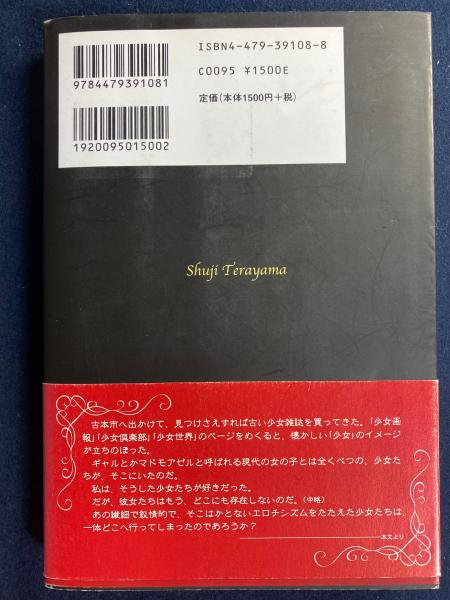 ISBN4-479-39108-8
C0095 ¥1500E
定価(本体1500円+税)
9784479391081
1920095015002
Shuji Terayama
古本市へ出かけて、見つけさえすれば古い少女雑誌を買ってきた。「少女画
報」「少女倶楽部」「少女世界」のページをめくると、懐かしい「少女」のイメージ
が立ちのぼった。
ギャルとかマドモアゼルと呼ばれる現代の女の子とは全くべつの、少女た
ちが、そこにいたのだ。
私は、そうした少女たちが好きだった。
だが、彼女たちはもう、どこにも存在しないのだ。(中略)
あの繊細で叙情的で、そこはかとないエロチシズムをたたえた少女たちは、
一体どこへ行ってしまったのであろうか?
——本文より